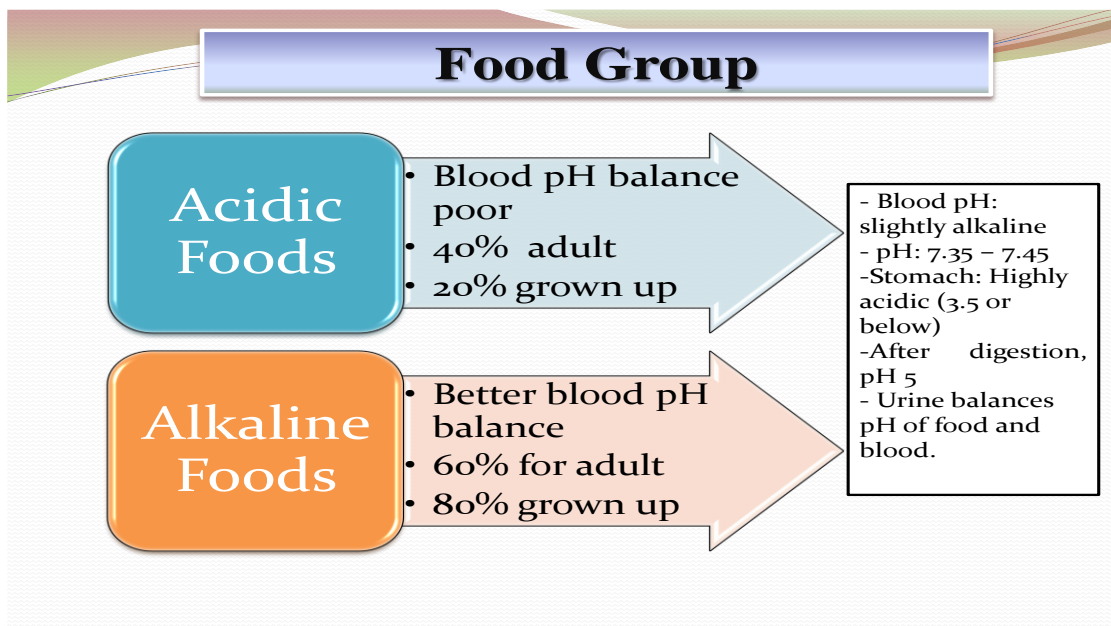 Food Group
Acidic
Foods
• Blood pH balance
poor
• 40% adult
• 20% grown up
Alkaline
Foods
• Better blood pH
balance
• 60% for adult
• 80% grown up
- Blood pH:
slightly alkaline
- pH: 7.35 – 7.45
-Stomach: Highly
acidic (3.5 or
below)
-After digestion,
pH 5
- Urine balances
pH of food and
blood.